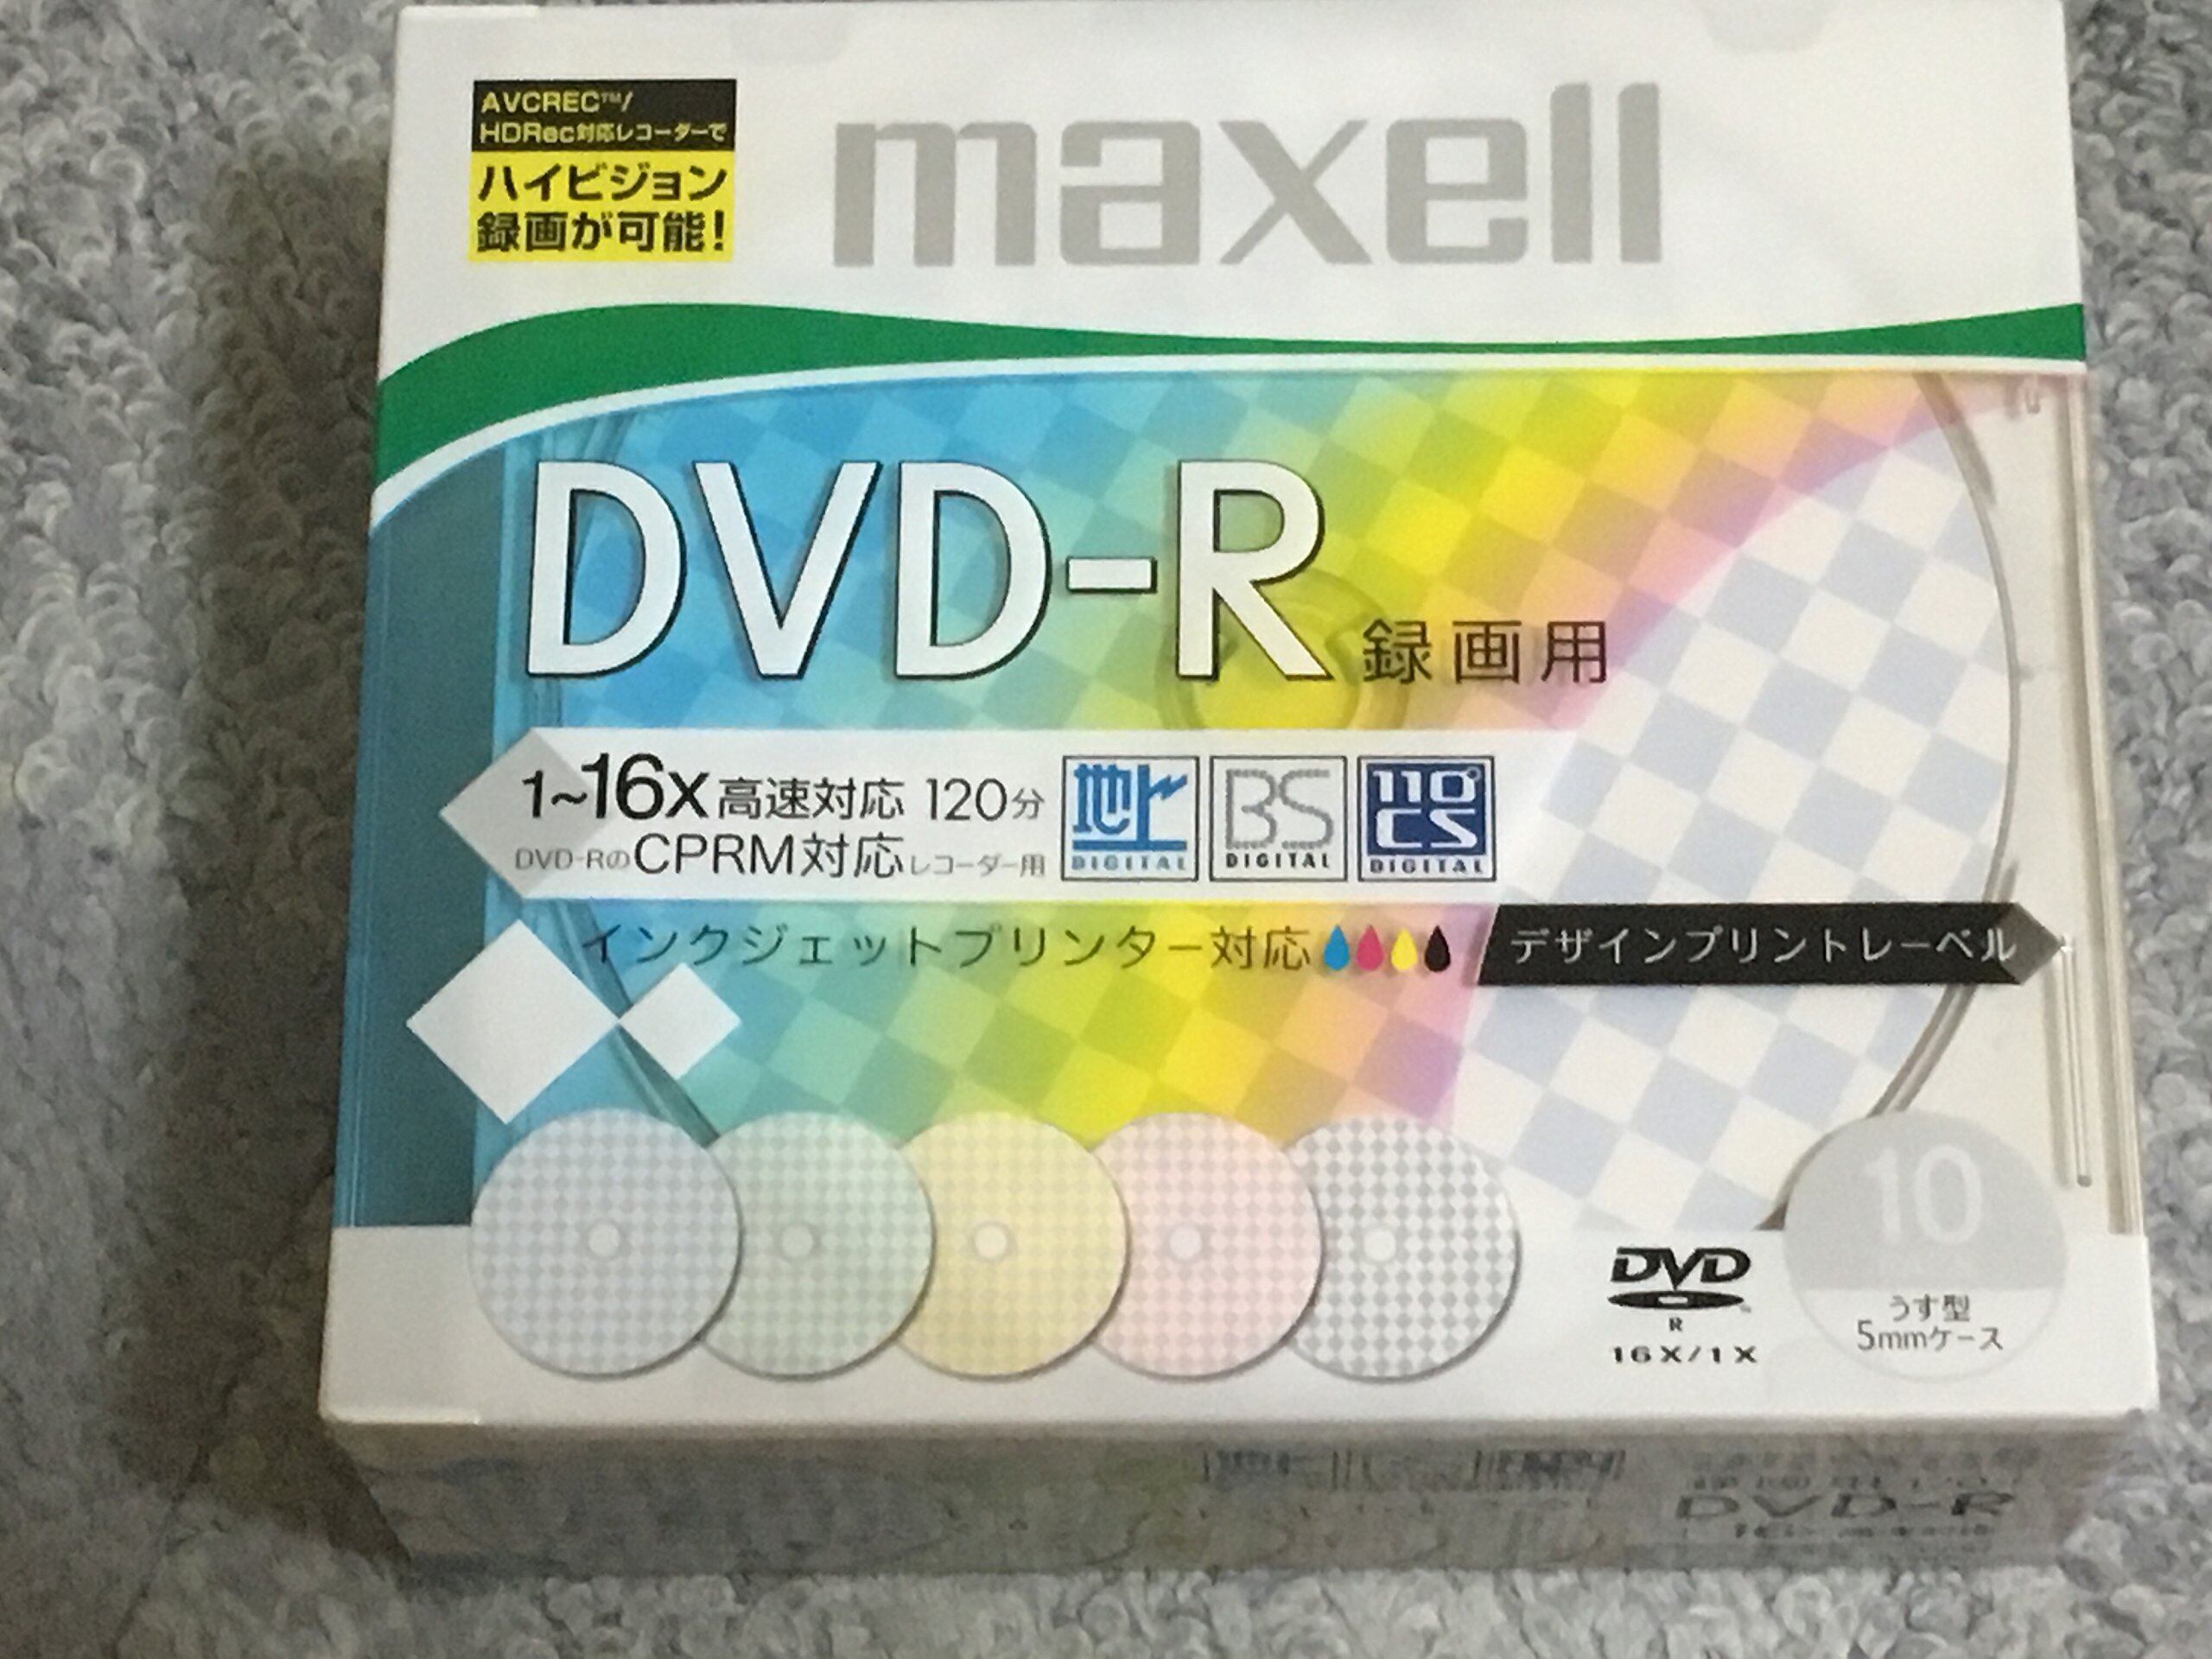 AVCREC™/
HDRec対応レコーダーで
ハイビジョン
録画が可能!
maxell
DVD-R 録画用
1~16x高速対応 120分
DVD-RのCPRM対応レコーダー用
地上 DIGITAL
BS DIGITAL
110° CS DIGITAL
インクジェットプリンター対応
デザインプリントレーベル
DVD
R
16X/1X
10
うす型
5mmケース
DVD-R